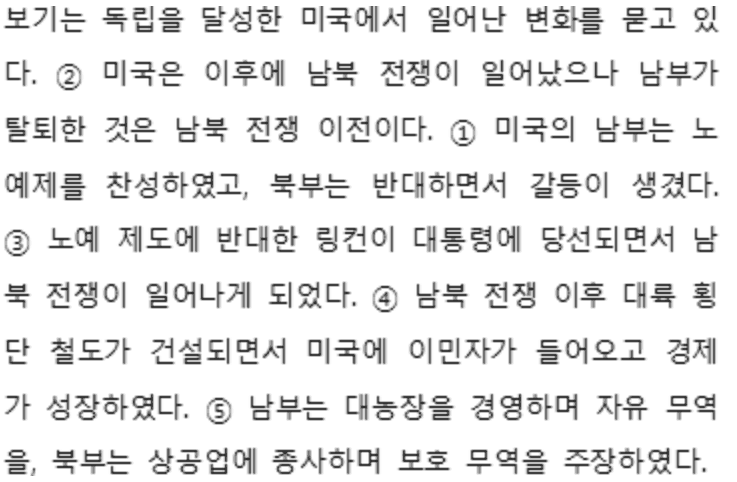 보기는 독립을 달성한 미국에서 일어난 변화를 묻고 있
다. ② 미국은 이후에 남북 전쟁이 일어났으나 남부가
탈퇴한 것은 남북 전쟁 이전이다. ① 미국의 남부는 노
예제를 찬성하였고, 북부는 반대하면서 갈등이 생겼다.
③ 노예 제도에 반대한 링컨이 대통령에 당선되면서 남
북 전쟁이 일어나게 되었다. ④ 남북 전쟁 이후 대륙 횡
단 철도가 건설되면서 미국에 이민자가 들어오고 경제
가 성장하였다. ⑤ 남부는 대농장을 경영하며 자유 무역
을, 북부는 상공업에 종사하며 보호 무역을 주장하였다.